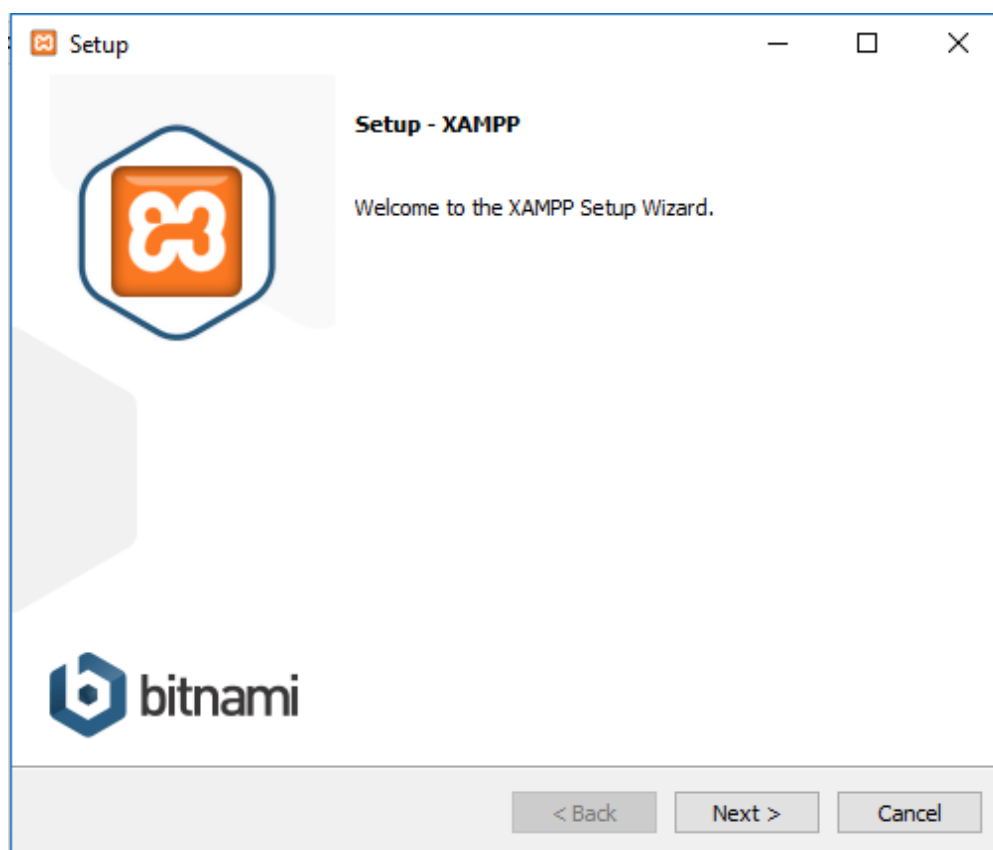 Setup
Setup - XAMPP
Welcome to the XAMPP Setup Wizard.
bitnami
< Back
Next >
Cancel